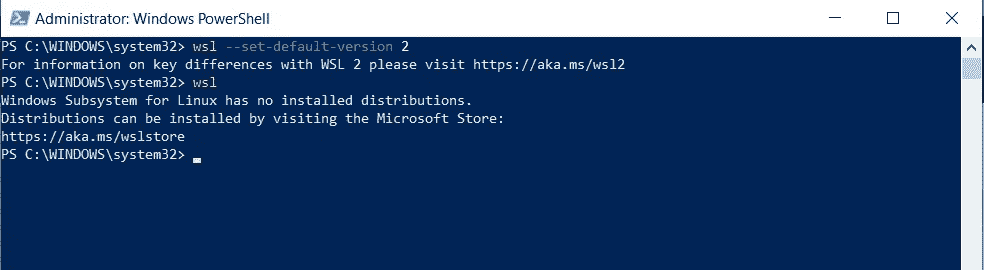 Administrator: Windows PowerShell
PS C:\WINDOWS\system32> wsl --set-default-version 2
For information on key differences with WSL 2 please visit https://aka.ms/wsl2
PS C:\WINDOWS\system32> wsl
Windows Subsystem for Linux has no installed distributions.
Distributions can be installed by visiting the Microsoft Store:
https://aka.ms/wslstore
PS C:\WINDOWS\system32>